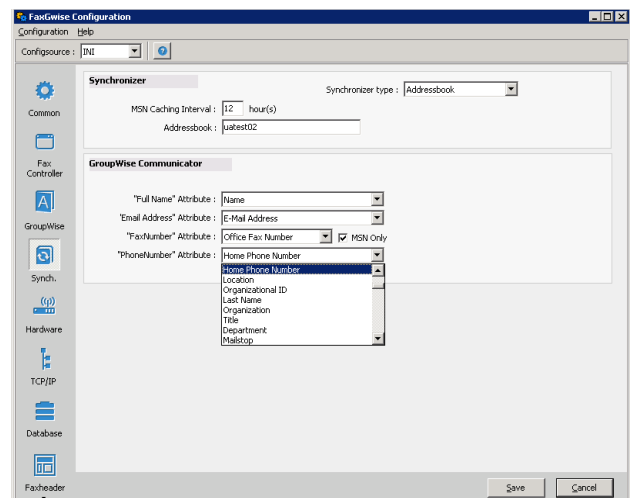 FaxGwise Configuration
Configuration Help
Configsource : INI
Common
Fax
Controller
GroupWise
Synch.
Hardware
TCP/IP
Database
Faxheader
Synchronizer
Synchronizer type : Addressbook
MSN Caching Interval : 12 hour(s)
Addressbook : uatest02
GroupWise Communicator
"Full Name" Attribute : Name
"Email Address" Attribute : E-Mail Address
"FaxNumber" Attribute : Office Fax Number MSN Only
"PhoneNumber" Attribute : Home Phone Number
Home Phone Number
Location
Organizational ID
Last Name
Organization
Title
Department
Mailstop
Save Cancel